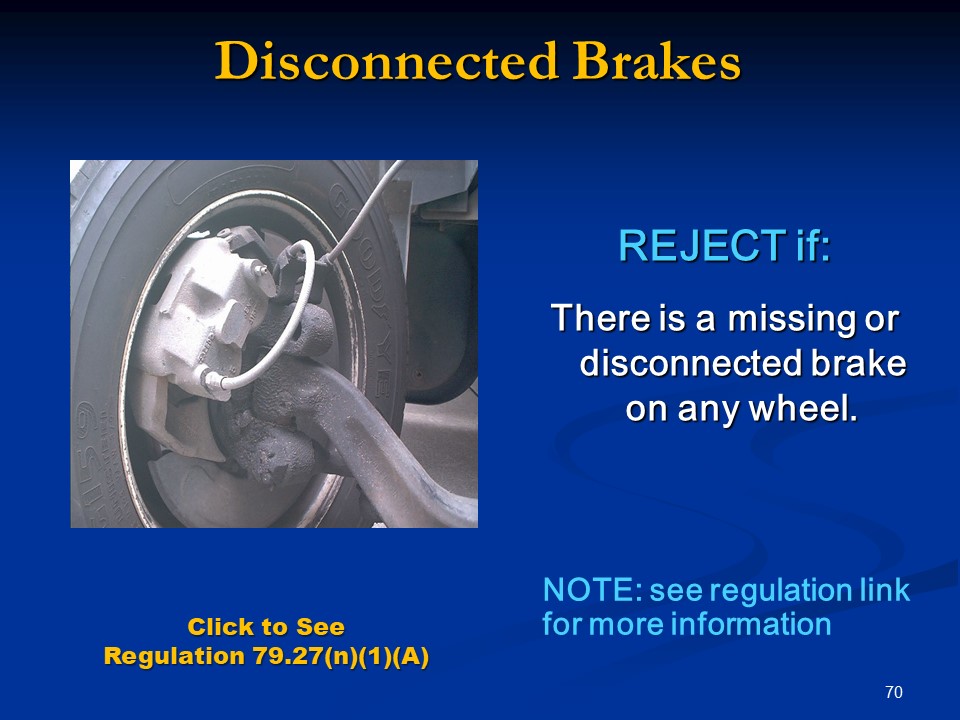 Disconnected Brakes
GOODYEAR
REJECT if:
There is a missing or
disconnected brake
on any wheel.
NOTE: see regulation link
for more information
Click to See
Regulation 79.27(n)(1)(A)
70